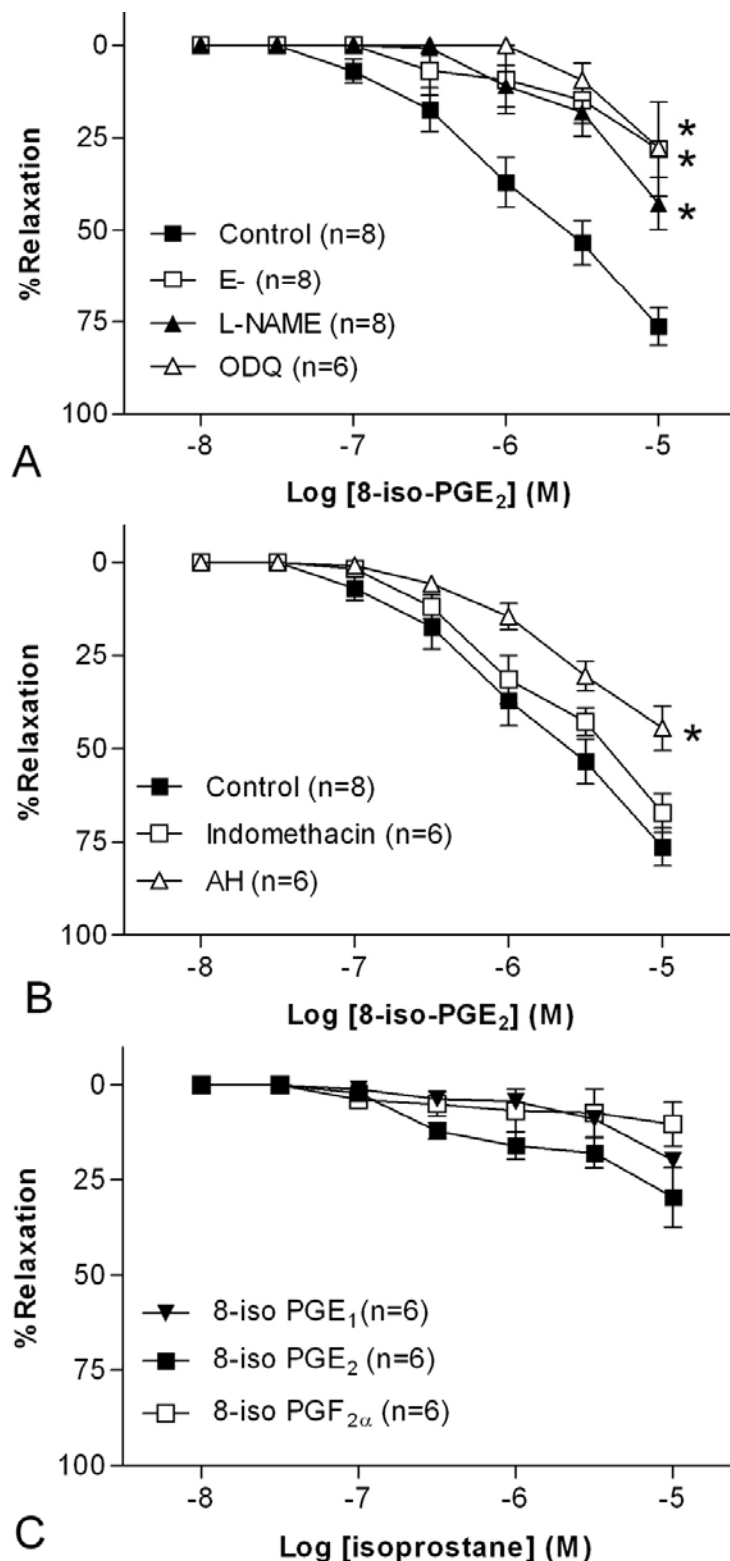 0
25
50
75
100
%Relaxation
*
*
*
Control (n=8)
E- (n=8)
L-NAME (n=8)
ODQ (n=6)
-8 -7 -6 -5
A
Log [8-iso-PGE₂] (M)
0
25
50
75
100
%Relaxation
*
Control (n=8)
Indomethacin (n=6)
AH (n=6)
-8 -7 -6 -5
B
Log [8-iso-PGE₂] (M)
0
25
50
75
100
%Relaxation
8-iso PGE₁(n=6)
8-iso PGE₂ (n=6)
8-iso PGF₂α (n=6)
-8 -7 -6 -5
C
Log [isoprostane] (M)